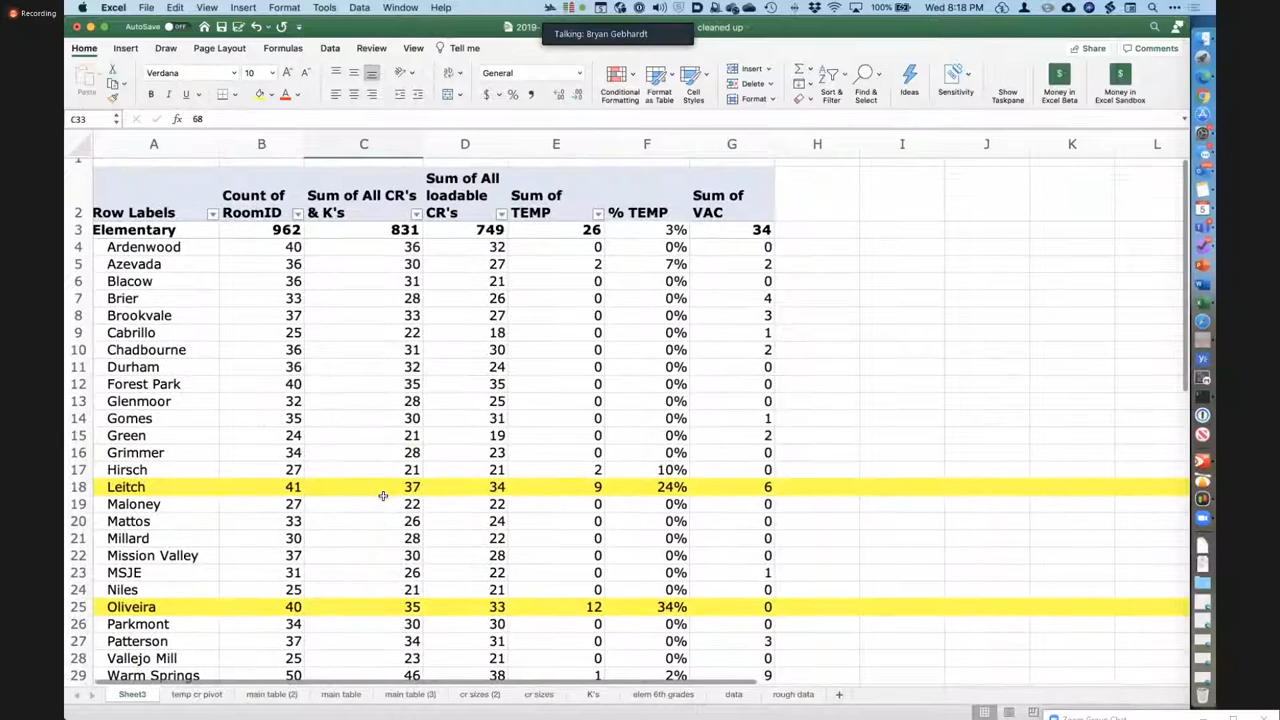 Recording
Excel File Edit View Insert Format Tools Data Window Help 100% Wed 8:18 PM
AutoSave OFF 2019- Talking: Bryan Gebhardt cleaned up
Home Insert Draw Page Layout Formulas Data Review View Tell me Share Comments
Paste Verdana 10 General Conditional Formatting Format as Table Cell Styles Insert Delete Format Sort & Filter Find & Select Ideas Sensitivity Show Taskpane Money in Excel Beta Money in Excel Sandbox
C33 fx 68
A B C D E F G H I J K L
2 Row Labels Count of RoomID Sum of All CR's & K's Sum of All loadable CR's Sum of TEMP % TEMP Sum of VAC
3 Elementary 962 831 749 26 3% 34
4 Ardenwood 40 36 32 0 0% 0
5 Azevada 36 30 27 2 7% 2
6 Blacow 36 31 21 0 0% 0
7 Brier 33 28 26 0 0% 4
8 Brookvale 37 33 27 0 0% 3
9 Cabrillo 25 22 18 0 0% 1
10 Chadbourne 36 31 30 0 0% 2
11 Durham 36 32 24 0 0% 0
12 Forest Park 40 35 35 0 0% 0
13 Glenmoor 32 28 25 0 0% 0
14 Gomes 35 30 31 0 0% 1
15 Green 24 21 19 0 0% 2
16 Grimmer 34 28 23 0 0% 0
17 Hirsch 27 21 21 2 10% 0
18 Leitch 41 37 34 9 24% 6
19 Maloney 27 22 22 0 0% 0
20 Mattos 33 26 24 0 0% 0
21 Millard 30 28 22 0 0% 0
22 Mission Valley 37 30 28 0 0% 0
23 MSJE 31 26 22 0 0% 1
24 Niles 25 21 21 0 0% 0
25 Oliveira 40 35 33 12 34% 0
26 Parkmont 34 30 30 0 0% 0
27 Patterson 37 34 31 0 0% 3
28 Vallejo Mill 25 23 21 0 0% 0
29 Warm Springs 50 46 38 1 2% 9
Sheet3 temp cr pivot main table (2) main table main table (3) cr sizes (2) cr sizes K's elem 6th grades data rough data
Zoom Group Chat